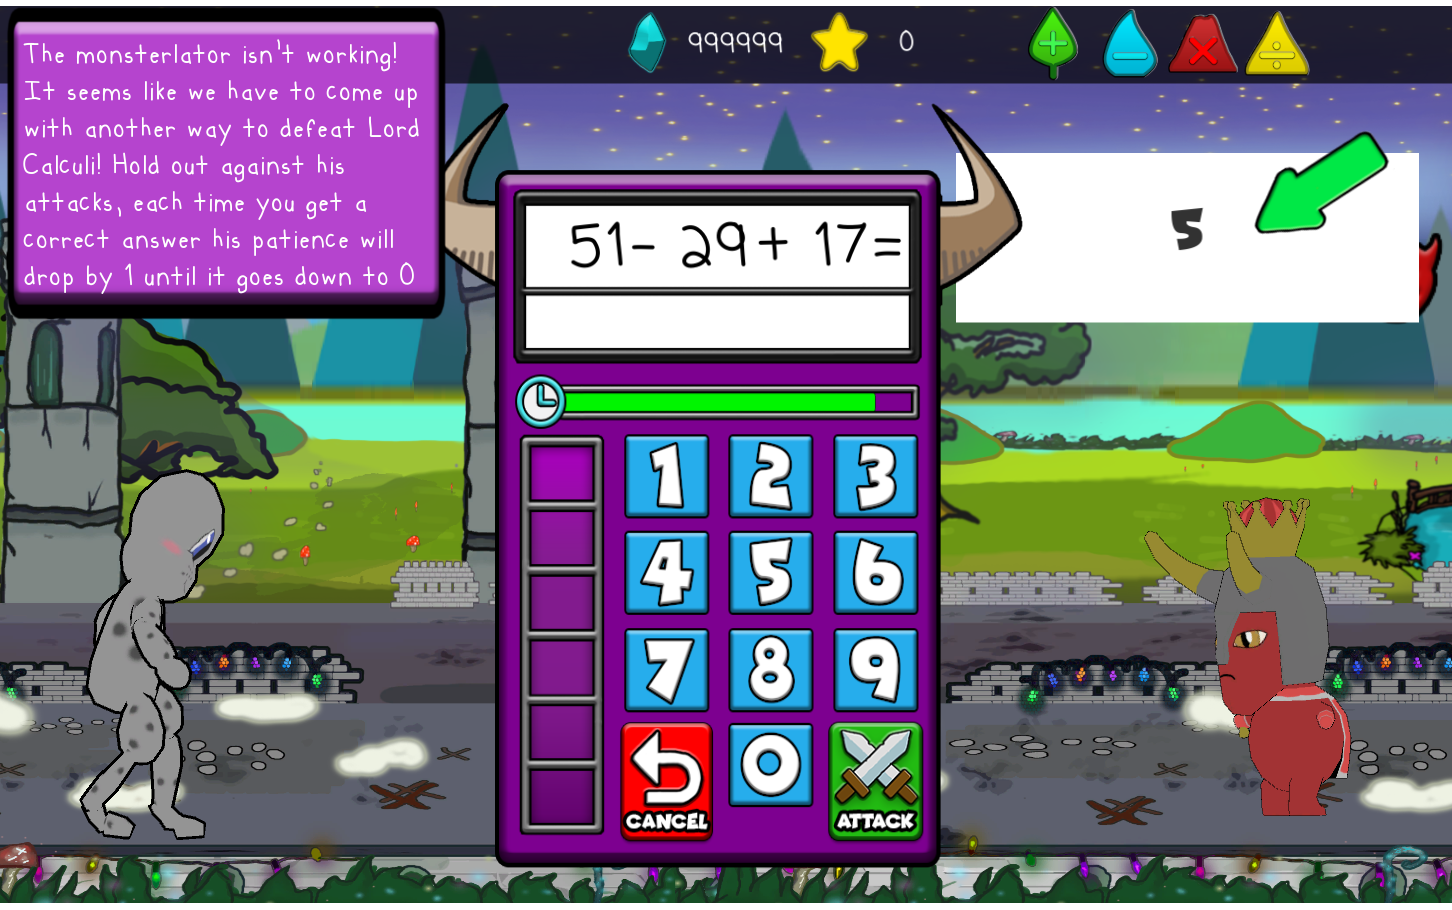 The monsterlator isn't working!
It seems like we have to come up
with another way to defeat Lord
Calculi! Hold out against his
attacks, each time you get a
correct answer his patience will
drop by 1 until it goes down to 0
999999
0
51- 29+ 17=
5
1 2 3
4 5 6
7 8 9
CANCEL 0 ATTACK